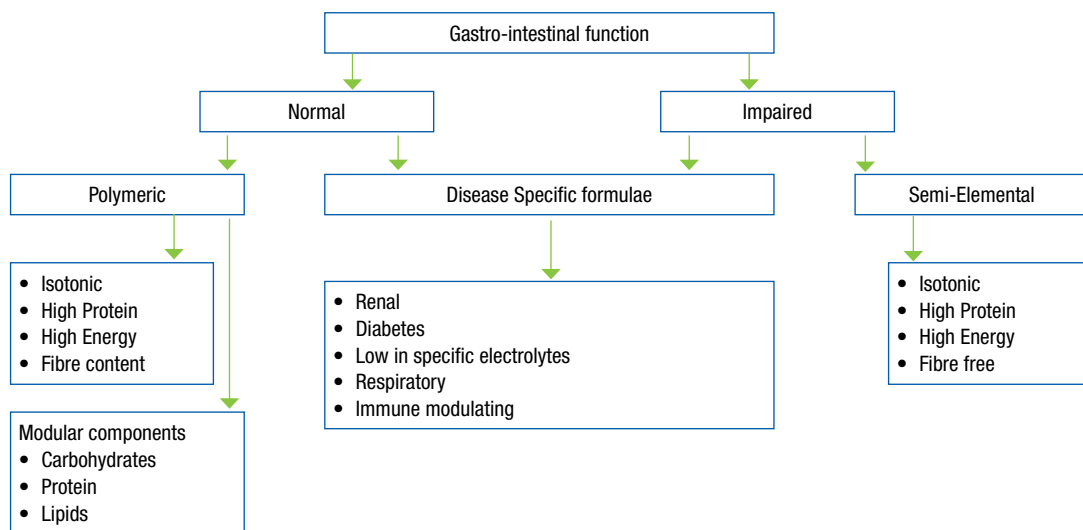 Gastro-intestinal function
Normal
Impaired
Polymeric
Disease Specific formulae
Semi-Elemental
• Isotonic
• High Protein
• High Energy
• Fibre content
• Renal
• Diabetes
• Low in specific electrolytes
• Respiratory
• Immune modulating
• Isotonic
• High Protein
• High Energy
• Fibre free
Modular components
• Carbohydrates
• Protein
• Lipids